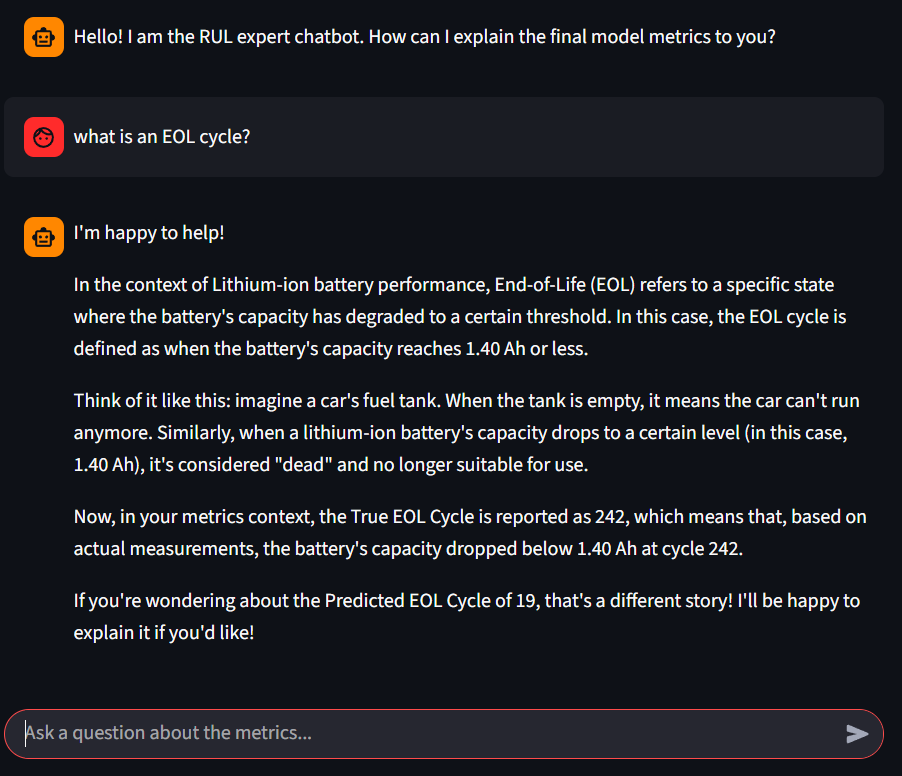 Hello! I am the RUL expert chatbot. How can I explain the final model metrics to you?
what is an EOL cycle?
I'm happy to help!
In the context of Lithium-ion battery performance, End-of-Life (EOL) refers to a specific state
where the battery's capacity has degraded to a certain threshold. In this case, the EOL cycle is
defined as when the battery's capacity reaches 1.40 Ah or less.
Think of it like this: imagine a car's fuel tank. When the tank is empty, it means the car can't run
anymore. Similarly, when a lithium-ion battery's capacity drops to a certain level (in this case,
1.40 Ah), it's considered "dead" and no longer suitable for use.
Now, in your metrics context, the True EOL Cycle is reported as 242, which means that, based on
actual measurements, the battery's capacity dropped below 1.40 Ah at cycle 242.
If you're wondering about the Predicted EOL Cycle of 19, that's a different story! I'll be happy to
explain it if you'd like!
Ask a question about the metrics...